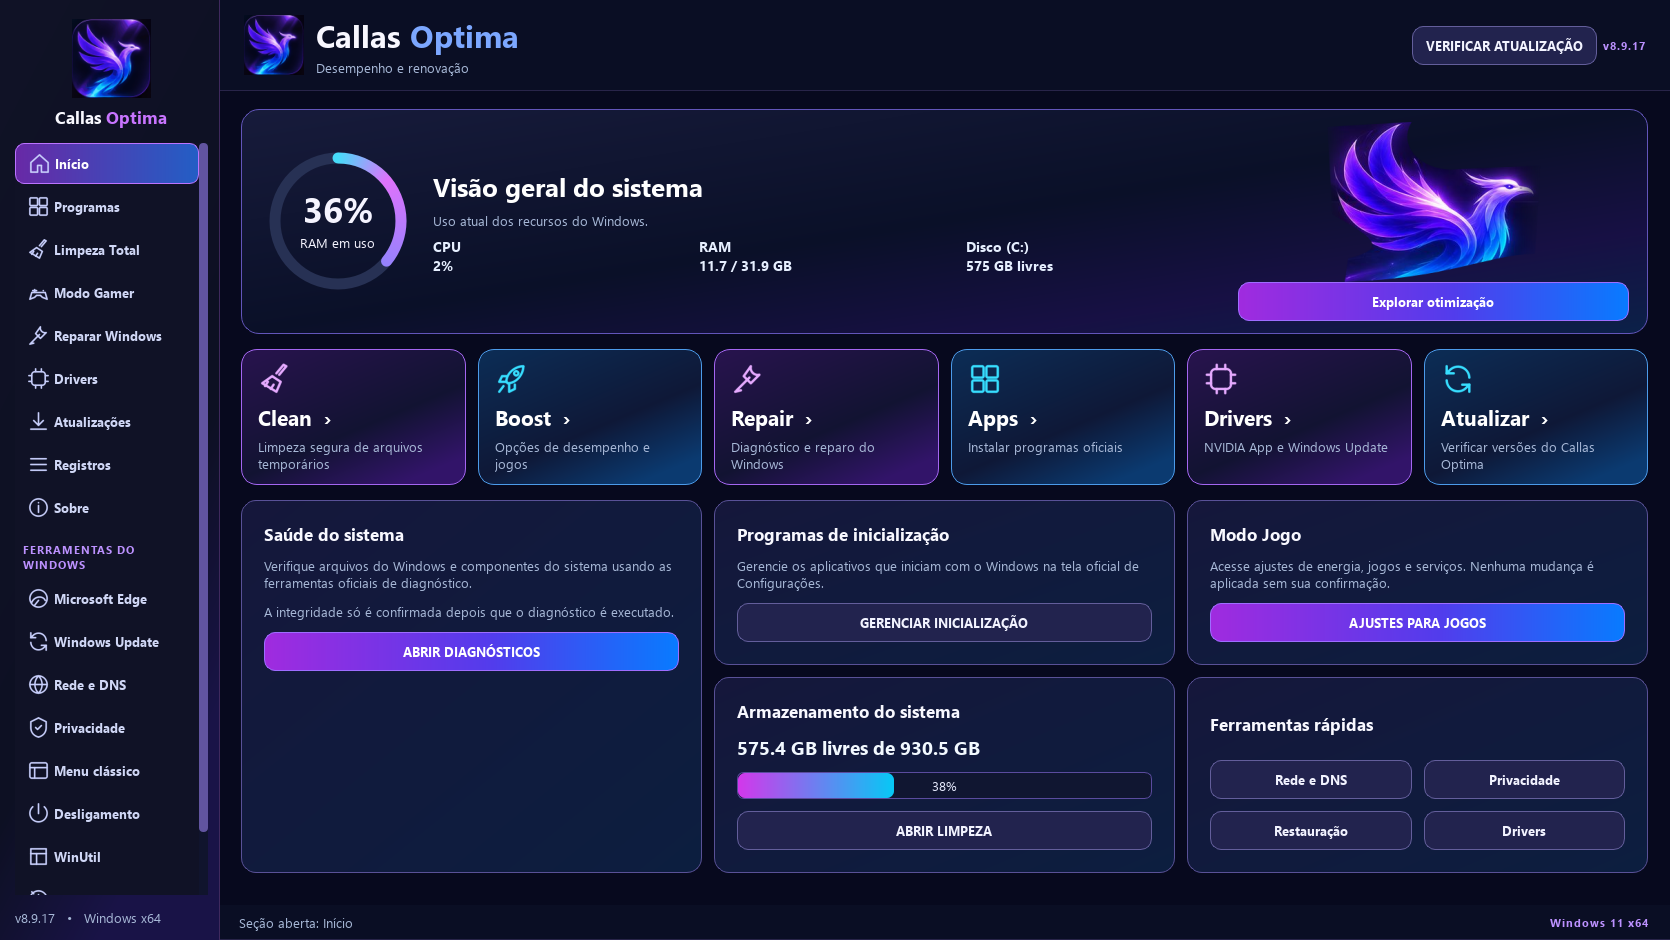 Callas Optima
Início
Programas
Limpeza Total
Modo Gamer
Reparar Windows
Drivers
Atualizações
Registros
Sobre
FERRAMENTAS DO
WINDOWS
Microsoft Edge
Windows Update
Rede e DNS
Privacidade
Menu clássico
Desligamento
WinUtil
v8.9.17 • Windows x64
Callas Optima
Desempenho e renovação
VERIFICAR ATUALIZAÇÃO
v8.9.17
36%
RAM em uso
Visão geral do sistema
Uso atual dos recursos do Windows.
CPU
2%
RAM
11.7 / 31.9 GB
Disco (C:)
575 GB livres
Explorar otimização
Clean ›
Limpeza segura de arquivos
temporários
Boost ›
Opções de desempenho e
jogos
Repair ›
Diagnóstico e reparo do
Windows
Apps ›
Instalar programas oficiais
Drivers ›
NVIDIA App e Windows Update
Atualizar ›
Verificar versões do Callas
Optima
Saúde do sistema
Verifique arquivos do Windows e componentes do sistema usando as
ferramentas oficiais de diagnóstico.
A integridade só é confirmada depois que o diagnóstico é executado.
ABRIR DIAGNÓSTICOS
Programas de inicialização
Gerencie os aplicativos que iniciam com o Windows na tela oficial de
Configurações.
GERENCIAR INICIALIZAÇÃO
Modo Jogo
Acesse ajustes de energia, jogos e serviços. Nenhuma mudança é
aplicada sem sua confirmação.
AJUSTES PARA JOGOS
Armazenamento do sistema
575.4 GB livres de 930.5 GB
38%
ABRIR LIMPEZA
Ferramentas rápidas
Rede e DNS
Privacidade
Restauração
Drivers
Seção aberta: Início
Windows 11 x64